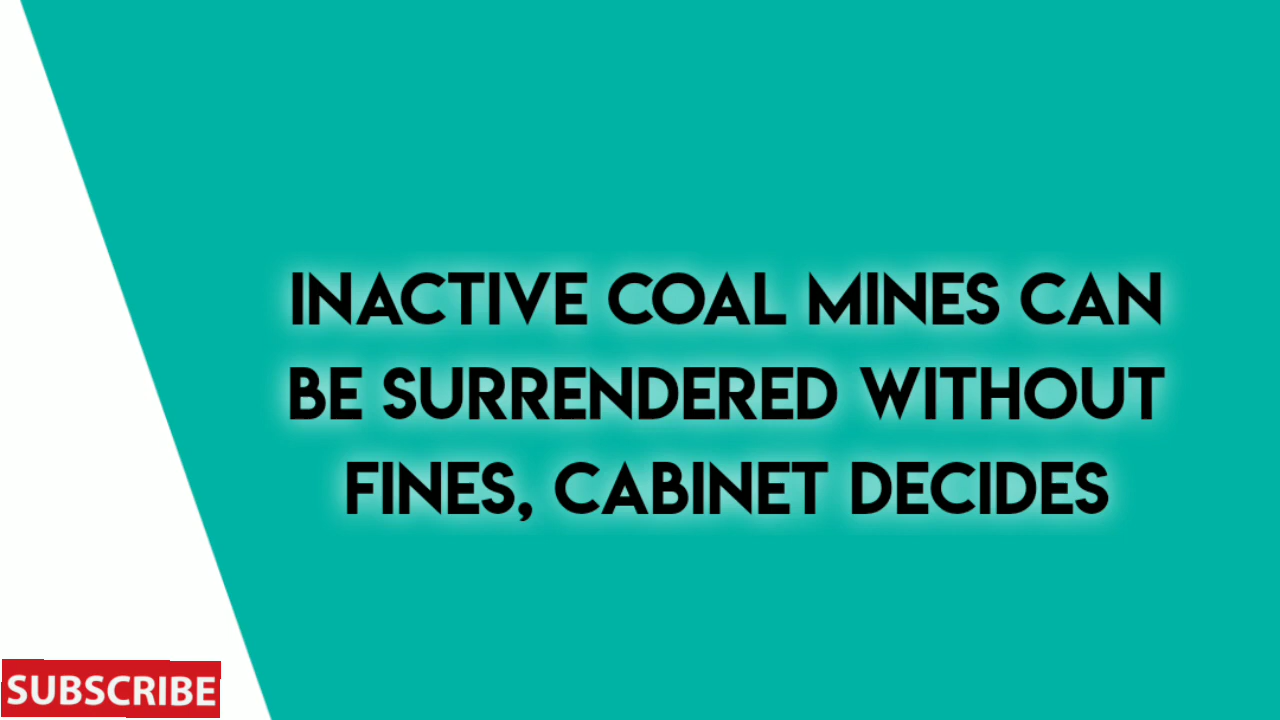 INACTIVE COAL MINES CAN
BE SURRENDERED WITHOUT
FINES, CABINET DECIDES
SUBSCRIBE